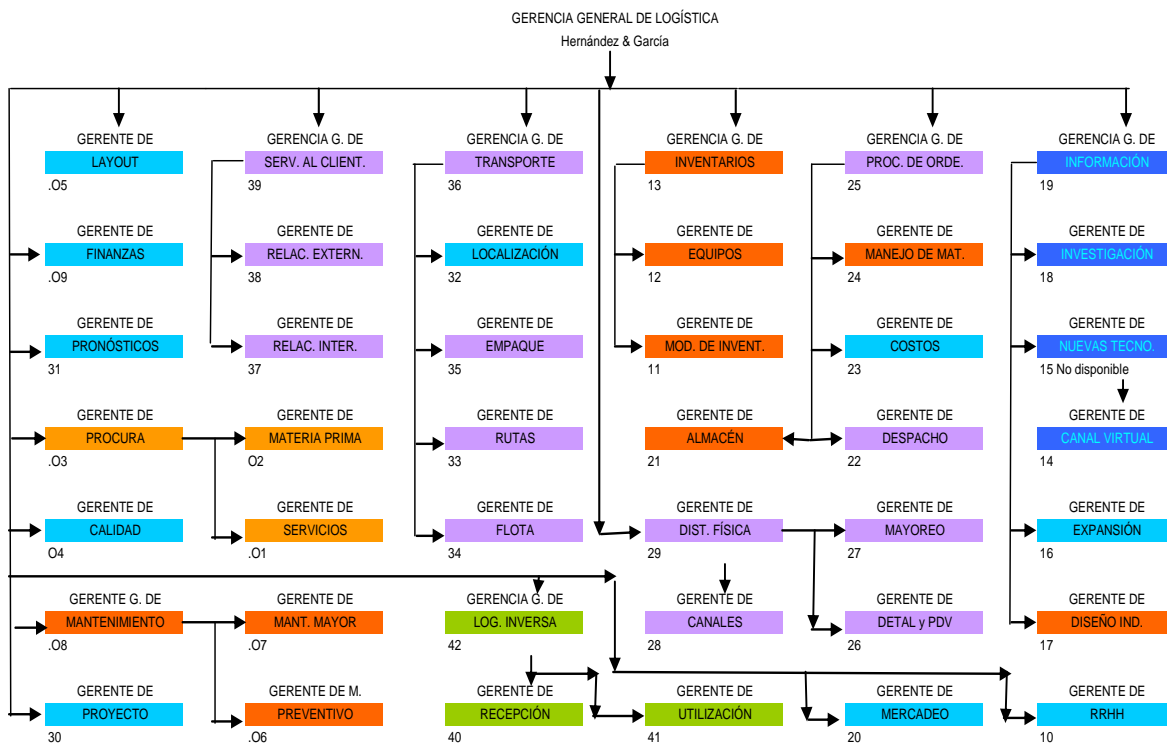 GERENCIA GENERAL DE LOGÍSTICA
Hernández & García
GERENTE DE
LAYOUT
.O5
GERENCIA G. DE
SERV. AL CLIENT.
39
GERENCIA G. DE
TRANSPORTE
36
GERENCIA G. DE
INVENTARIOS
13
GERENCIA G. DE
PROC. DE ORDE.
25
GERENCIA G. DE
INFORMACIÓN
19
GERENTE DE
FINANZAS
.O9
GERENTE DE
RELAC. EXTERN.
38
GERENTE DE
LOCALIZACIÓN
32
GERENTE DE
EQUIPOS
12
GERENTE DE
MANEJO DE MAT.
24
GERENTE DE
INVESTIGACIÓN
18
GERENTE DE
PRONÓSTICOS
31
GERENTE DE
RELAC. INTER.
37
GERENTE DE
EMPAQUE
35
GERENTE DE
MOD. DE INVENT.
11
GERENTE DE
COSTOS
23
GERENTE DE
NUEVAS TECNO.
15 No disponible
GERENTE DE
PROCURA
.O3
GERENTE DE
MATERIA PRIMA
O2
GERENTE DE
RUTAS
33
GERENTE DE
ALMACÉN
21
GERENTE DE
DESPACHO
22
GERENTE DE
CANAL VIRTUAL
14
GERENTE DE
CALIDAD
O4
GERENTE DE
SERVICIOS
.O1
GERENTE DE
FLOTA
34
GERENTE DE
DIST. FÍSICA
29
GERENTE DE
MAYOREO
27
GERENTE DE
EXPANSIÓN
16
GERENTE G. DE
MANTENIMIENTO
.O8
GERENTE DE
MANT. MAYOR
.O7
GERENCIA G. DE
LOG. INVERSA
42
GERENTE DE
CANALES
28
GERENTE DE
DETAL y PDV
26
GERENTE DE
DISEÑO IND.
17
GERENTE DE
PROYECTO
30
GERENTE DE M.
PREVENTIVO
.O6
GERENTE DE
RECEPCIÓN
40
GERENTE DE
UTILIZACIÓN
41
GERENTE DE
MERCADEO
20
GERENTE DE
RRHH
10